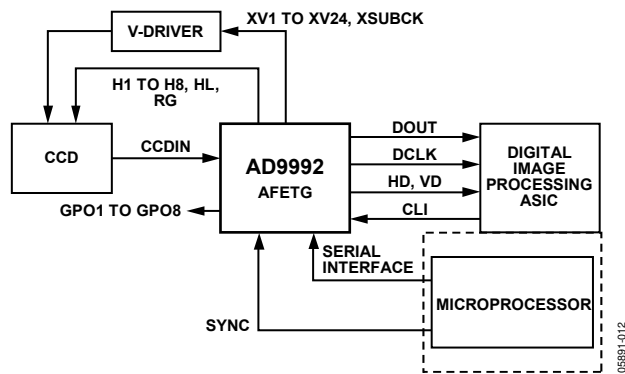 XV1 TO XV24, XSUBCK
V-DRIVER
H1 TO H8, HL,
RG
CCD
CCDIN
AD9992
AFETG
DOUT
DCLK
HD, VD
CLI
DIGITAL
IMAGE
PROCESSING
ASIC
GPO1 TO GPO8
SERIAL
INTERFACE
MICROPROCESSOR
SYNC
05891-012